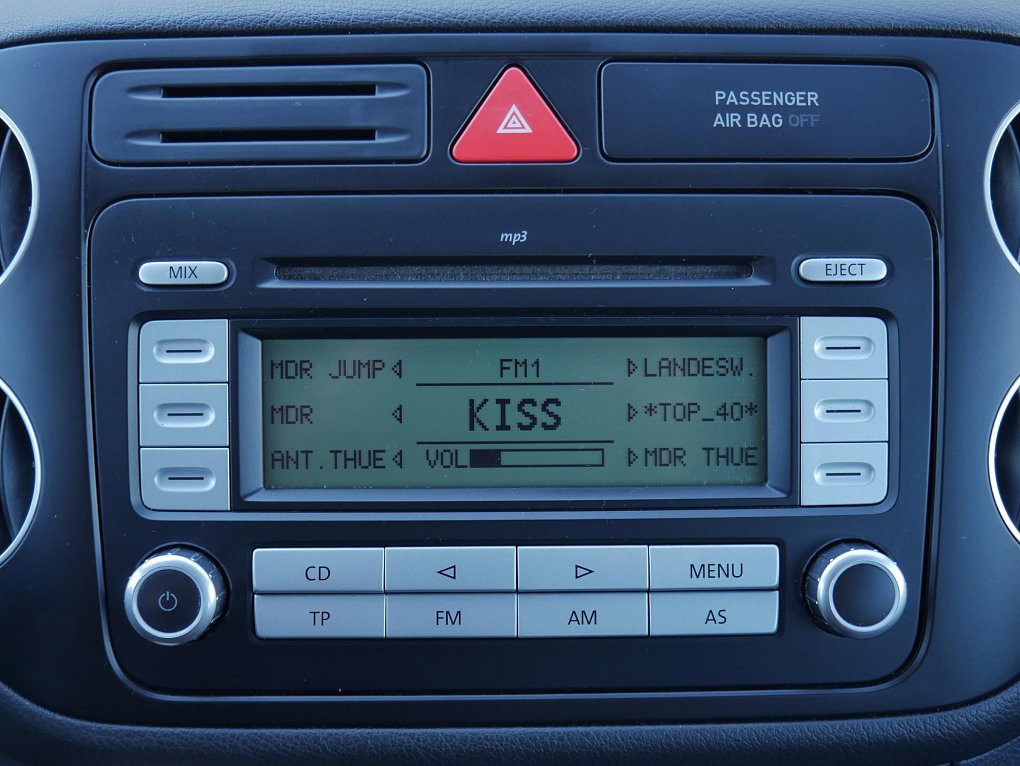 PASSENGER
AIR BAG OFF
mp3
MIX
EJECT
MDR JUMP FM1 LANDESW.
MDR KISS *TOP_40*
ANT.THUE VOL MDR THUE
CD MENU
TP FM AM AS